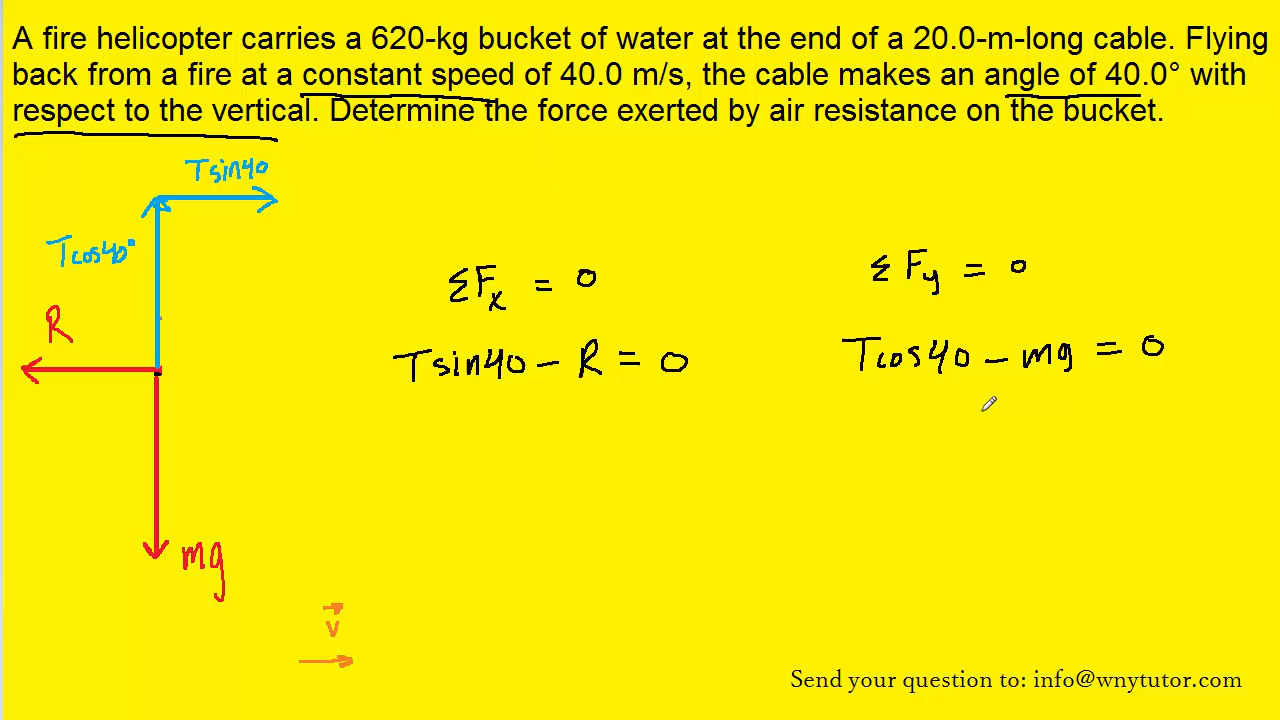 A fire helicopter carries a 620-kg bucket of water at the end of a 20.0-m-long cable. Flying
back from a fire at a constant speed of 40.0 m/s, the cable makes an angle of 40.0° with
respect to the vertical. Determine the force exerted by air resistance on the bucket.
Tsin40
Tcos40°
R
mg
v⃗
ΣFx = 0
Tsin40 - R = 0
ΣFy = 0
Tcos40 - mg = 0
Send your question to: info@wnytutor.com